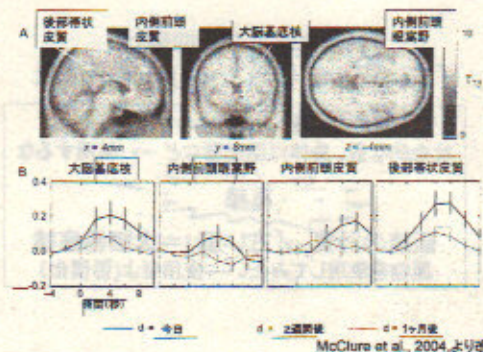 A
後部帯状
皮質
内側前頭
皮質
大脳基底核
内側前頭
眼窩野
10
T₁₃
0
x = 4mm
y = 8mm
z = -4mm
B
大脳基底核
内側前頭眼窩野
内側前頭皮質
後部帯状皮質
0.4
0.2
0.0
-0.2
-4 0 4 8
時間(秒)
d = 今日
d = 2週間後
d = 1ヶ月後
McClure et al., 2004 より改